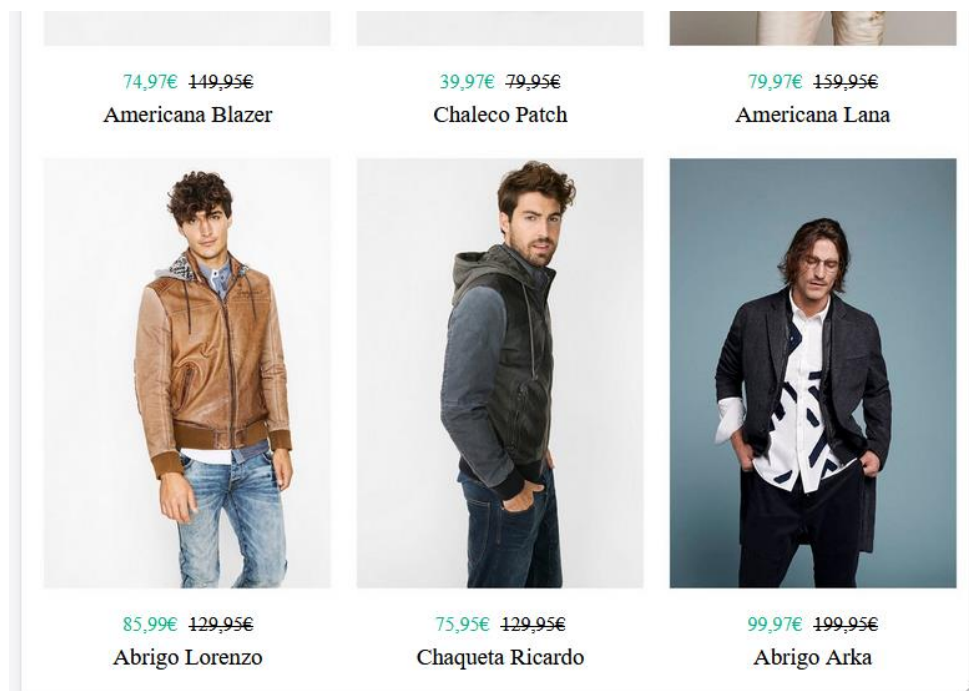 74,97€ 149,95€
Americana Blazer
39,97€ 79,95€
Chaleco Patch
79,97€ 159,95€
Americana Lana
85,99€ 129,95€
Abrigo Lorenzo
75,95€ 129,95€
Chaqueta Ricardo
99,97€ 199,95€
Abrigo Arka